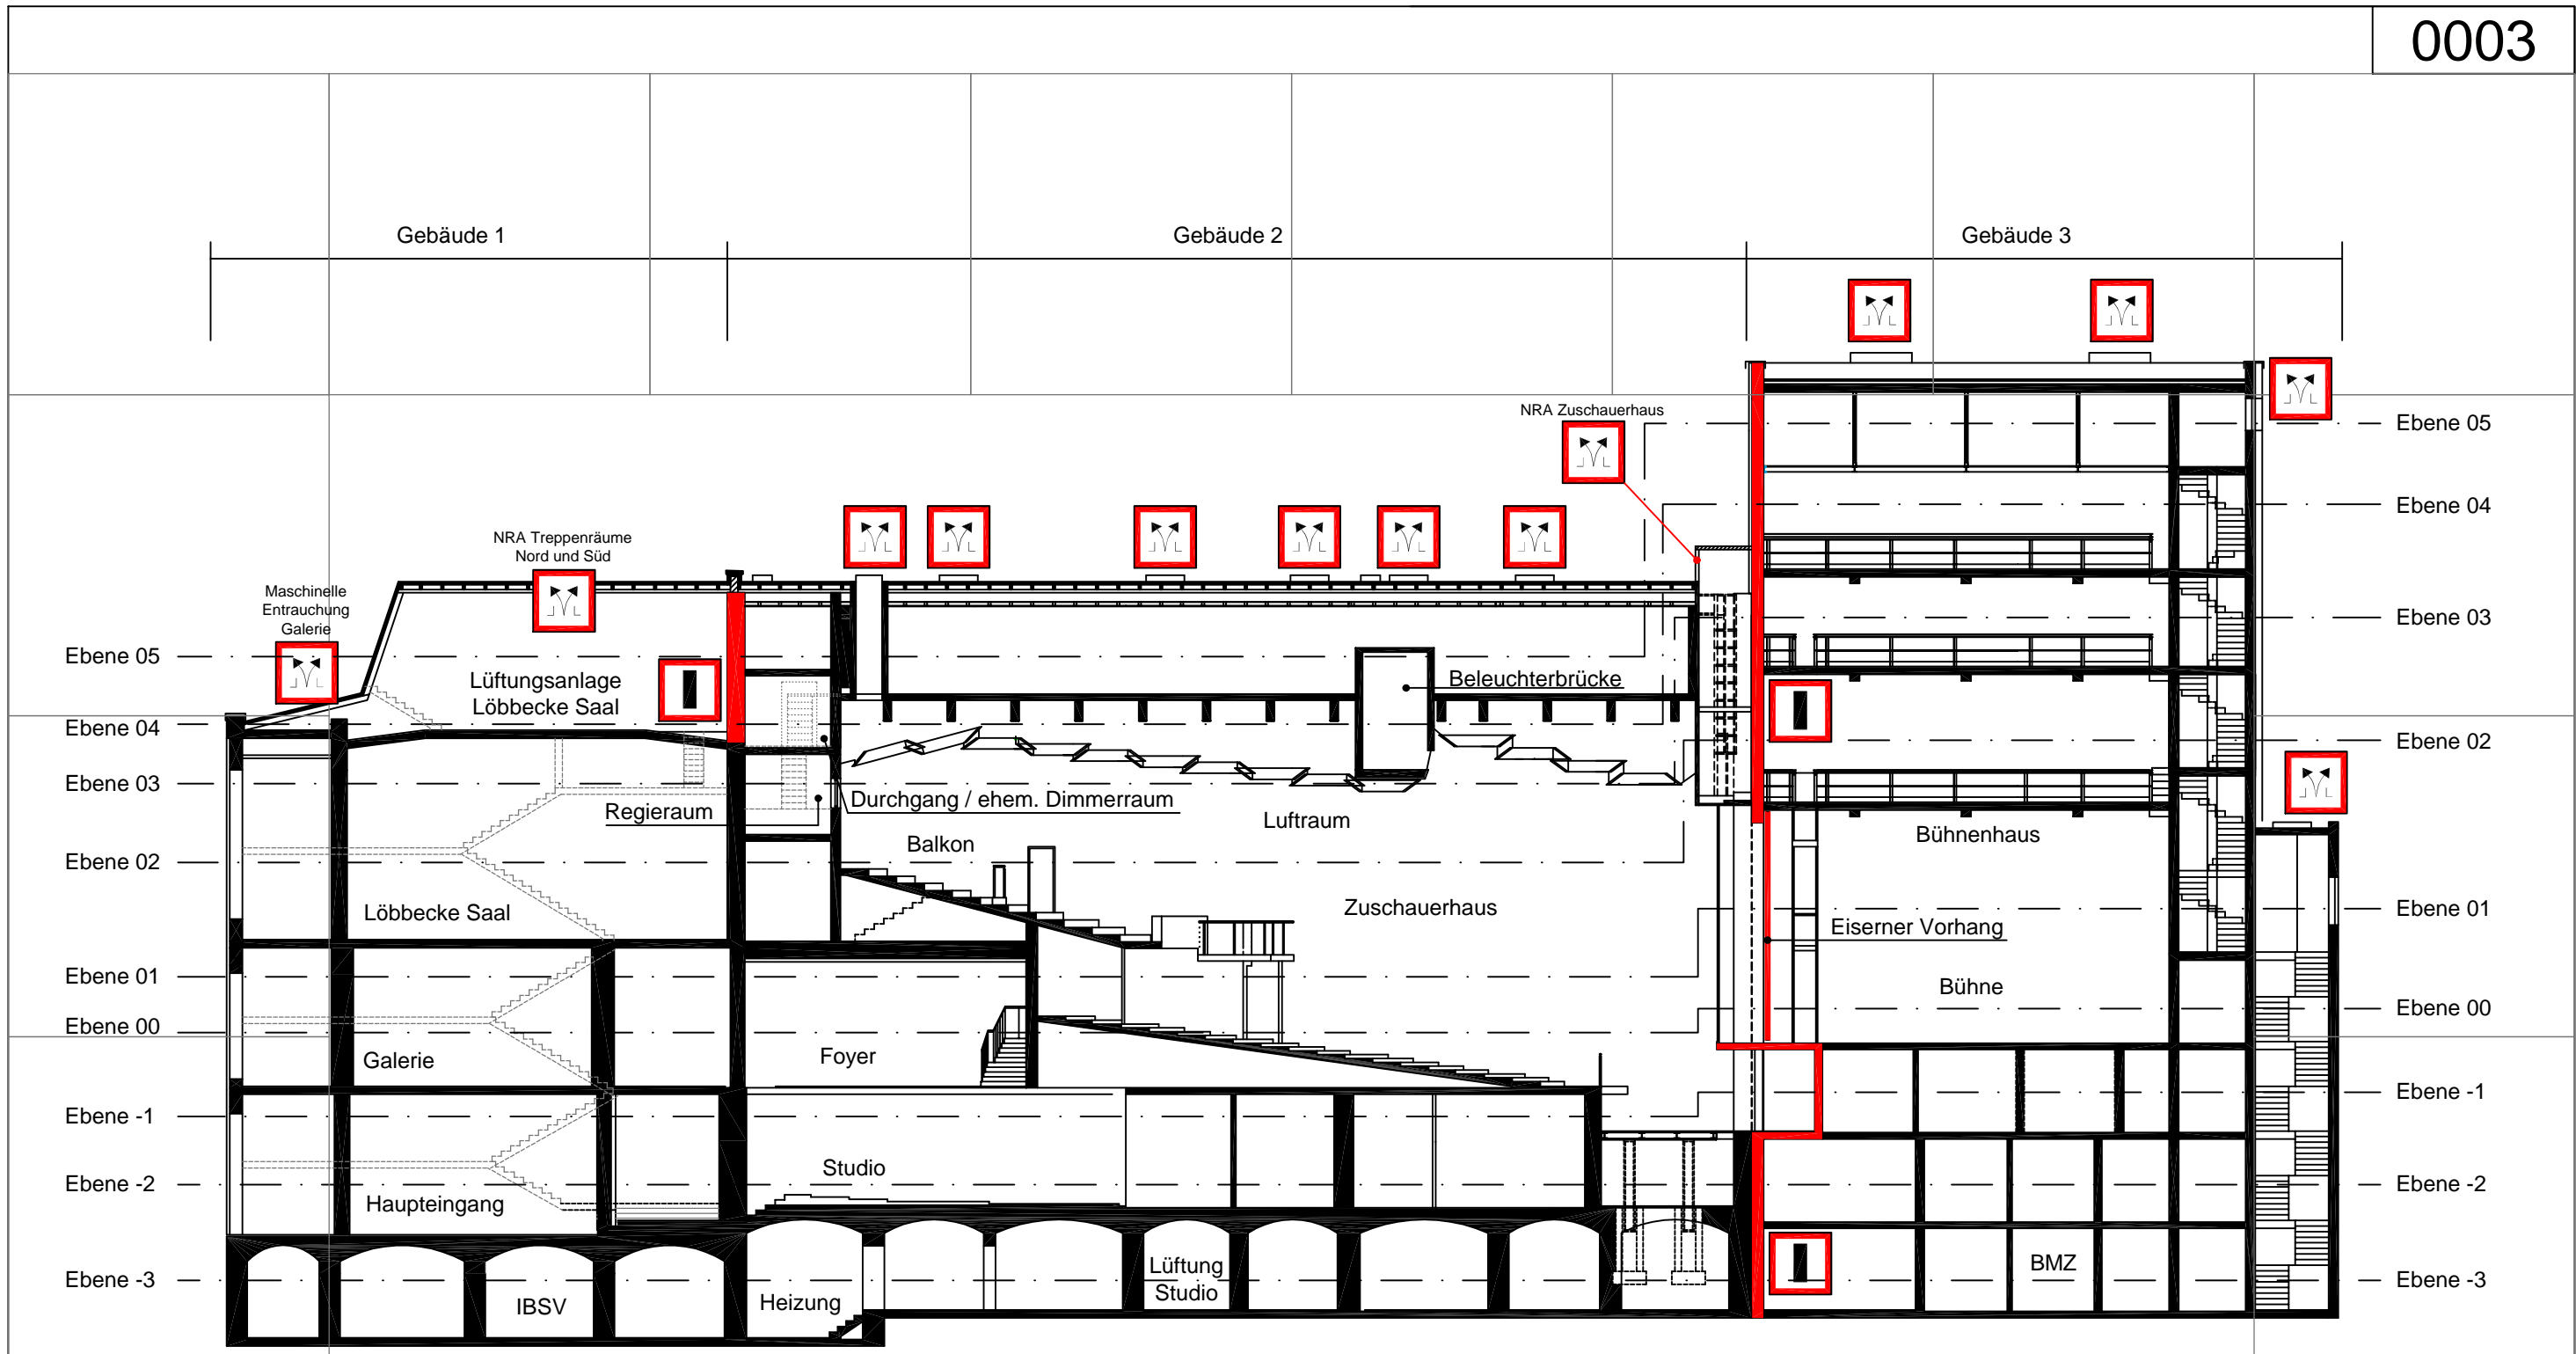 0003
Gebäude 1
Gebäude 2
Gebäude 3
NRA Zuschauerhaus
Ebene 05
Ebene 04
NRA Treppenräume
Nord und Süd
Maschinelle
Entrauchung
Galerie
Ebene 03
Ebene 05
Lüftungsanlage
Löbbecke Saal
Beleuchterbrücke
Ebene 04
Ebene 02
Ebene 03
Regieraum
Durchgang / ehem. Dimmerraum
Luftraum
Balkon
Bühnenhaus
Ebene 02
Löbbecke Saal
Zuschauerhaus
Ebene 01
Eiserner Vorhang
Ebene 01
Bühne
Ebene 00
Ebene 00
Galerie
Foyer
Ebene -1
Ebene -1
Studio
Ebene -2
Ebene -2
Haupteingang
Lüftung
Studio
BMZ
Ebene -3
Ebene -3
IBSV
Heizung